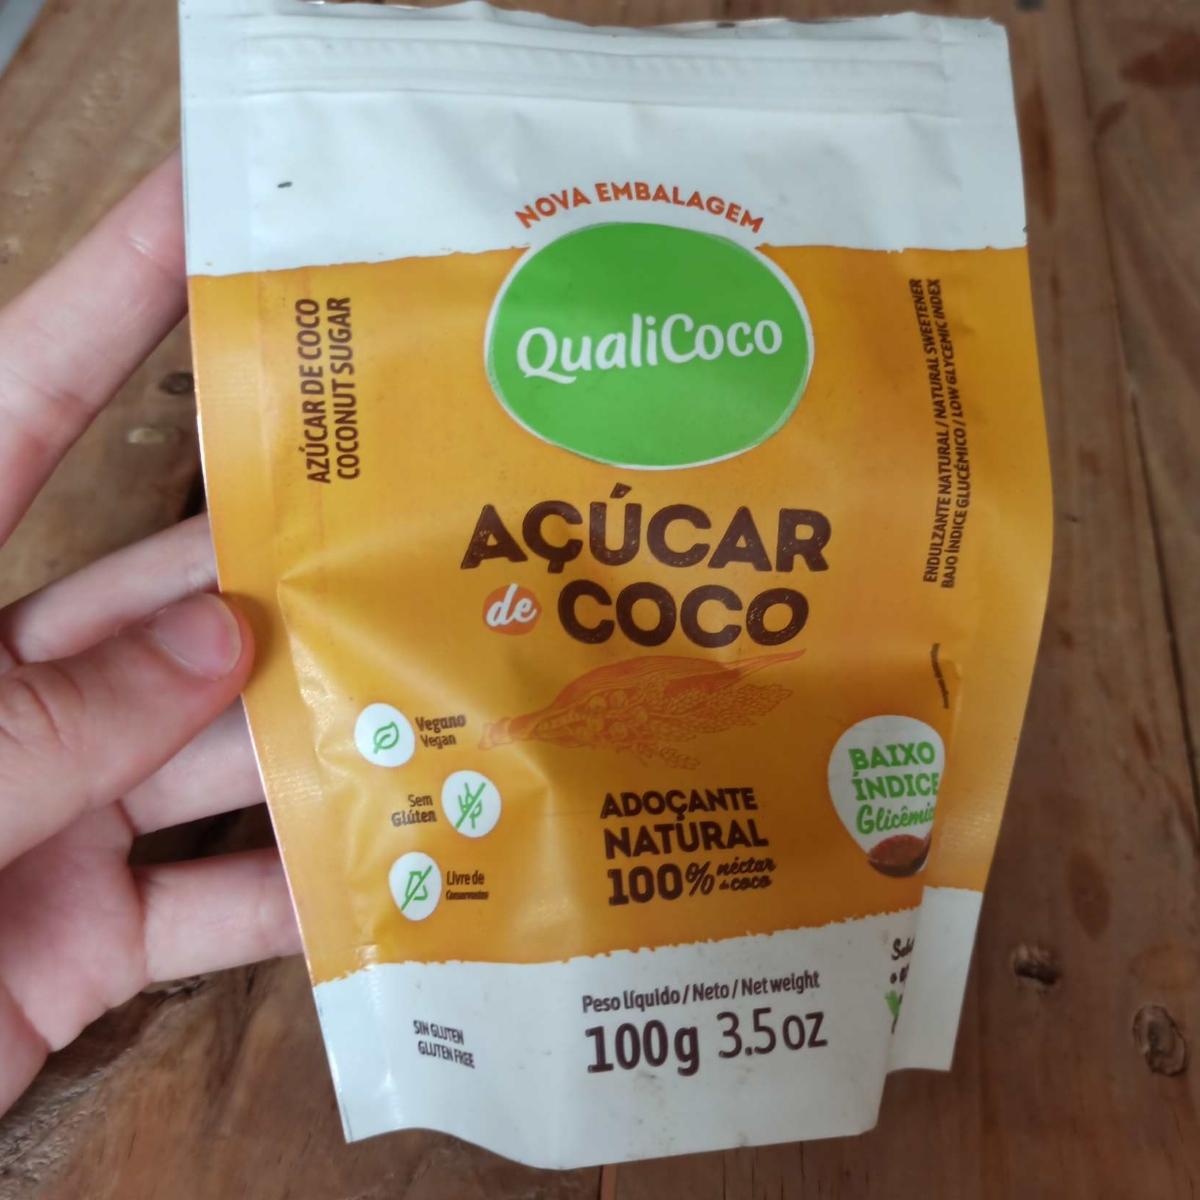 NOVA EMBALAGEM
QualiCoco
AZÚCAR DE COCO
COCONUT SUGAR
ENDULZANTE NATURAL / NATURAL SWEETENER
BAJO ÍNDICE GLUCÉMICO / LOW GLYCEMIC INDEX
AÇÚCAR
de COCO
Vegano
Vegan
Sem
Glúten
Livre de
Conservantes
ADOÇANTE
NATURAL
100% néctar
de coco
BAIXO
ÍNDICE
Peso líquido / Neto / Net weight
100g 3.5 oz
SIN GLUTEN
GLUTEN FREE